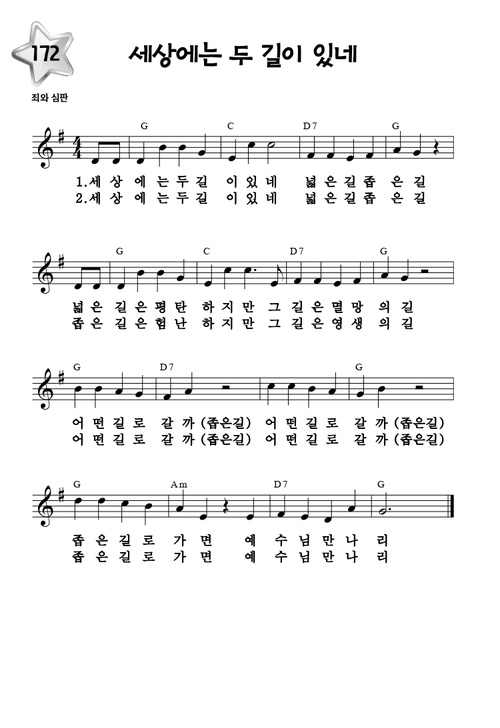 172
세상에는 두 길이 있네
죄와 심판
G C D7 G
4 4
1.세 상 에 는 두 길 이 있 네 넓 은 길 좁 은 길
2.세 상 에 는 두 길 이 있 네 넓 은 길 좁 은 길
G C D7 G
넓 은 길 은 평 탄 하 지 만 그 길 은 멸 망 의 길
좁 은 길 은 험 난 하 지 만 그 길 은 영 생 의 길
G D7 D7 G
어 떤 길 로 갈 까 (좁은길) 어 떤 길 로 갈 까 (좁은길)
어 떤 길 로 갈 까 (좁은길) 어 떤 길 로 갈 까 (좁은길)
G Am D7 G
좁 은 길 로 가 면 예 수 님 만 나 리
좁 은 길 로 가 면 예 수 님 만 나 리